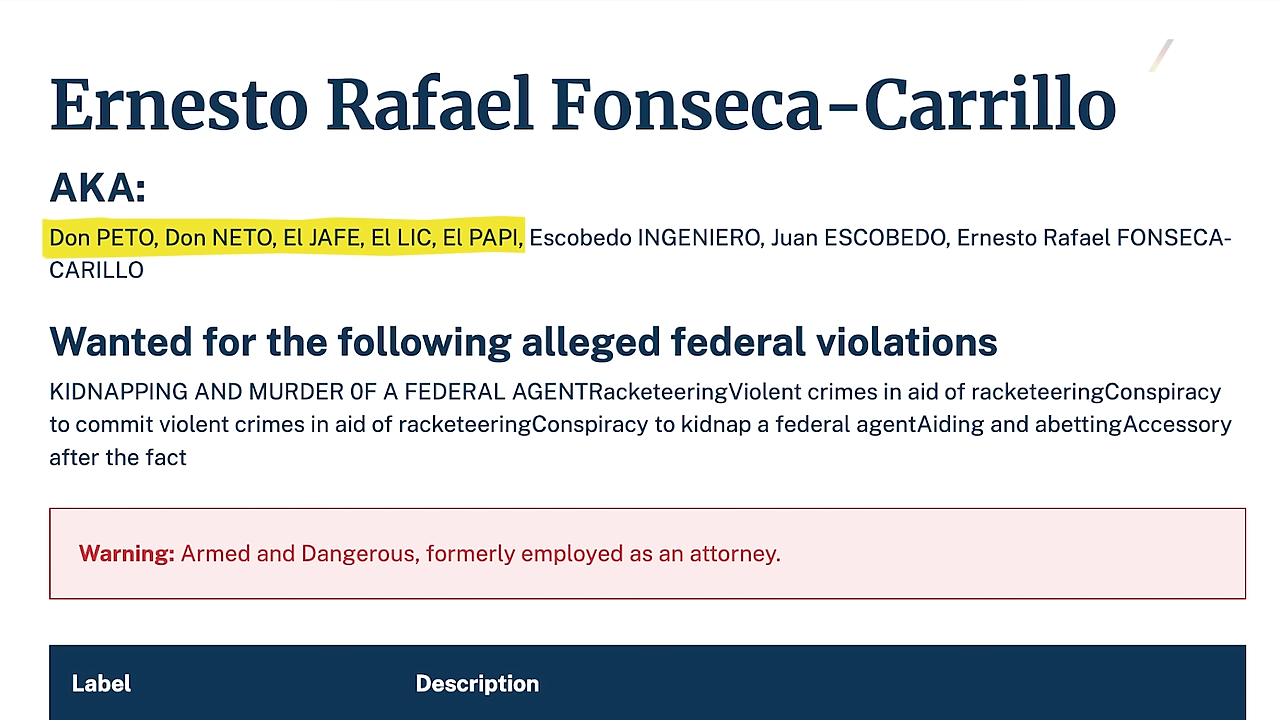 Ernesto Rafael Fonseca-Carrillo
AKA:
Don PETO, Don NETO, El JAFE, El LIC, El PAPI, Escobedo INGENIERO, Juan ESCOBEDO, Ernesto Rafael FONSECA-
CARILLO
Wanted for the following alleged federal violations
KIDNAPPING AND MURDER 0F A FEDERAL AGENTRacketeeringViolent crimes in aid of racketeeringConspiracy
to commit violent crimes in aid of racketeeringConspiracy to kidnap a federal agentAiding and abettingAccessory
after the fact
Warning: Armed and Dangerous, formerly employed as an attorney.
Label Description